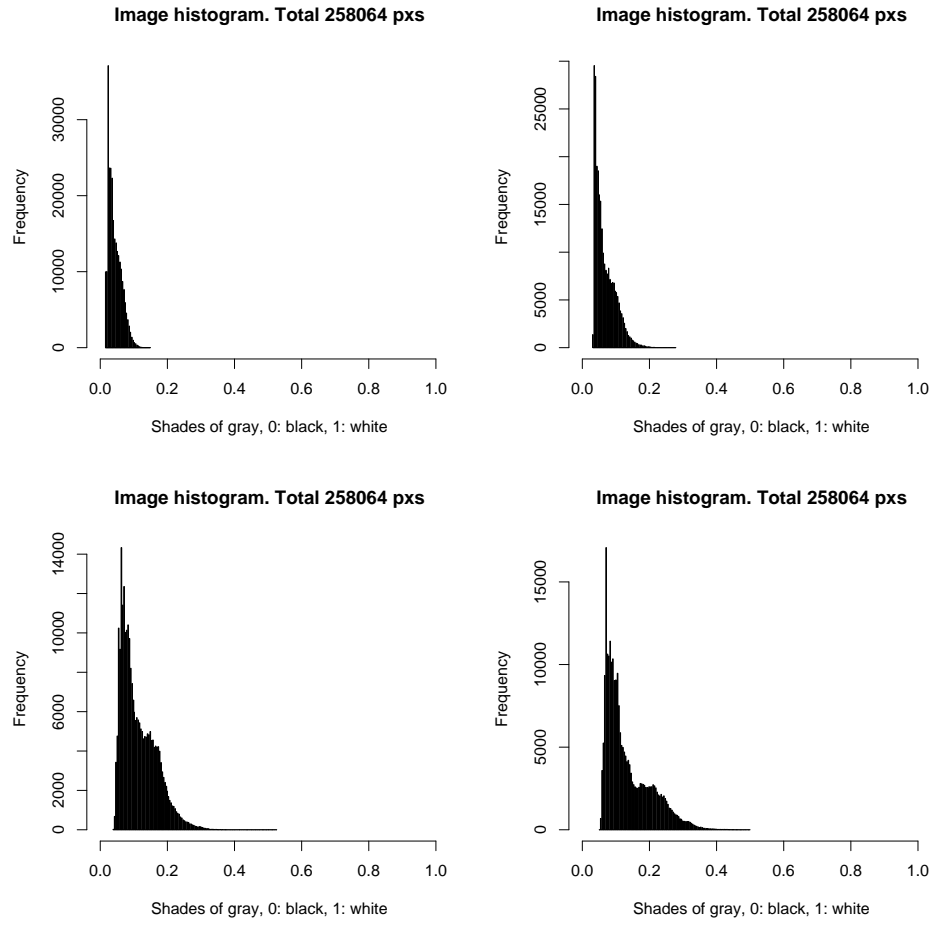 Image histogram. Total 258064 pxs
Frequency
0
10000
20000
30000
0.0 0.2 0.4 0.6 0.8 1.0
Shades of gray, 0: black, 1: white
Image histogram. Total 258064 pxs
Frequency
0
5000
15000
25000
0.0 0.2 0.4 0.6 0.8 1.0
Shades of gray, 0: black, 1: white
Image histogram. Total 258064 pxs
Frequency
0
2000
6000
10000
14000
0.0 0.2 0.4 0.6 0.8 1.0
Shades of gray, 0: black, 1: white
Image histogram. Total 258064 pxs
Frequency
0
5000
10000
15000
0.0 0.2 0.4 0.6 0.8 1.0
Shades of gray, 0: black, 1: white